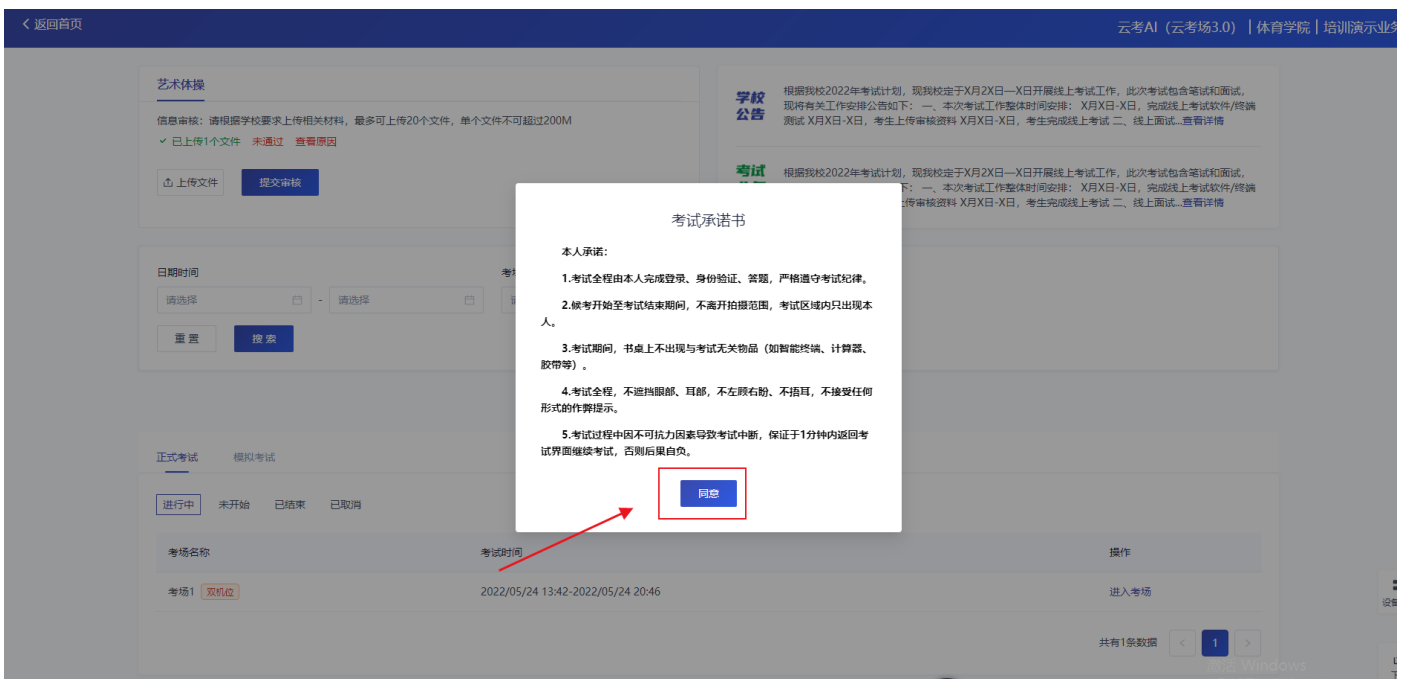 返回首页
云考AI（云考场3.0） | 体育学院 | 培训演示业务
艺术体操
信息审核：请根据学校要求上传相关材料，最多可上传20个文件，单个文件不可超过200M
已上传1个文件 未通过 查看原因
上传文件
提交审核
学校
公告
根据我校2022年考试计划，现我校定于X月2X日—X日开展线上考试工作，此次考试包含笔试和面试，
现将有关工作安排公告如下： 一、本次考试工作整体时间安排： X月X日-X日，完成线上考试软件/终端
测试 X月X日-X日，考生上传审核资料 X月X日-X日，考生完成线上考试 二、线上面试...查看详情
考试
根据我校2022年考试计划，现我校定于X月2X日—X日开展线上考试工作，此次考试包含笔试和面试，
下： 一、本次考试工作整体时间安排： X月X日-X日，完成线上考试软件/终端
上传审核资料 X月X日-X日，考生完成线上考试 二、线上面试...查看详情
日期时间
请选择 - 请选择
重置
搜索
考试承诺书
本人承诺：
1.考试全程由本人完成登录、身份验证、答题，严格遵守考试纪律。
2.候考开始至考试结束期间，不离开拍摄范围，考试区域内只出现本
人。
3.考试期间，书桌上不出现与考试无关物品（如智能终端、计算器、
胶带等）。
4.考试全程，不遮挡眼部、耳部，不左顾右盼、不捂耳，不接受任何
形式的作弊提示。
5.考试过程中因不可抗力因素导致考试中断，保证于1分钟内返回考
试界面继续考试，否则后果自负。
同意
正式考试 模拟考试
进行中 未开始 已结束 已取消
考场名称 考试时间 操作
考场1 双机位 2022/05/24 13:42-2022/05/24 20:46 进入考场
共有1条数据 < 1 >
激活 Windows